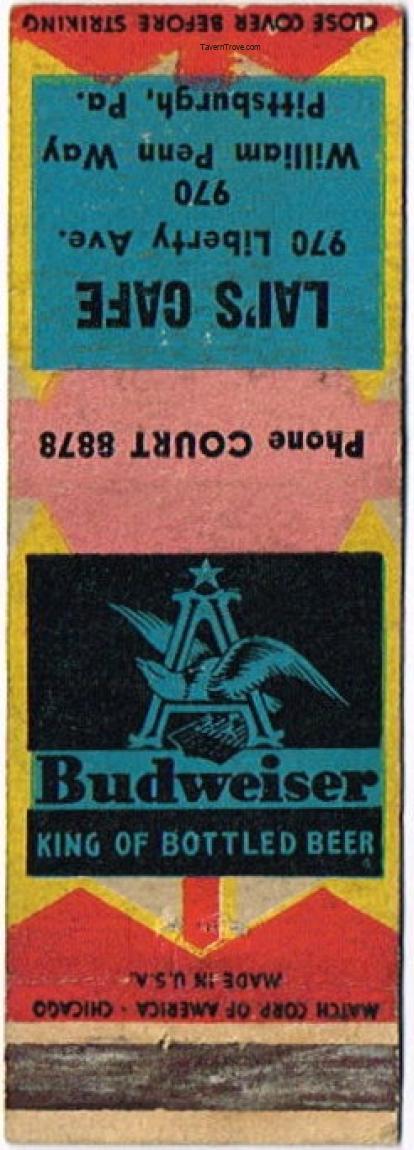 CLOSE COVER BEFORE STRIKING
TavernTrove.com
LAI'S CAFE
970 Liberty Ave.
970
William Penn Way
Pittsburgh, Pa.
Phone COURT 8878
Budweiser
KING OF BOTTLED BEER
MATCH CORP. OF AMERICA · CHICAGO
MADE IN U.S.A.